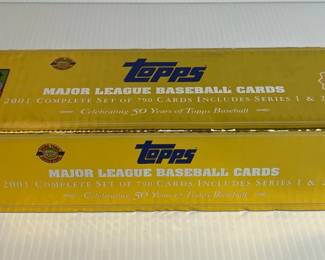 Topps
MAJOR LEAGUE BASEBALL CARDS
2001 COMPLETE SET OF 790 CARDS INCLUDES SERIES 1 &
Celebrating 50 Years of Topps Baseball
Topps
MAJOR LEAGUE BASEBALL CARDS
2001 COMPLETE SET OF 790 CARDS INCLUDES SERIES 1 &
Celebrating 50 Years of Topps Baseball